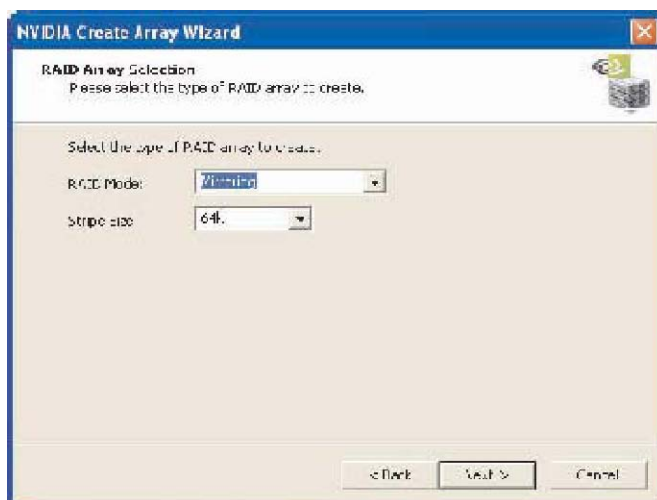 NVIDIA Create Array Wizard
RAID Array Selection
Please select the type of RAID array to create.
Select the type of RAID array to create.
RAID Mode:
Mirroring
Stripe Size
64k
< Back
Next >
Cancel